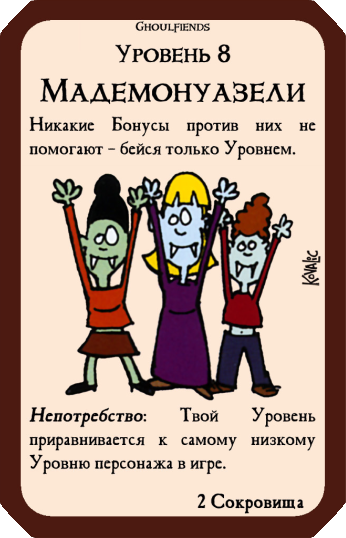 Ghoulfiends
Уровень 8
Мадемонуазели
Никакие Бонусы против них не
помогают – бейся только Уровнем.
Kovalic
Непотребство: Твой Уровень
приравнивается к самому низкому
Уровню персонажа в игре.
2 Сокровища